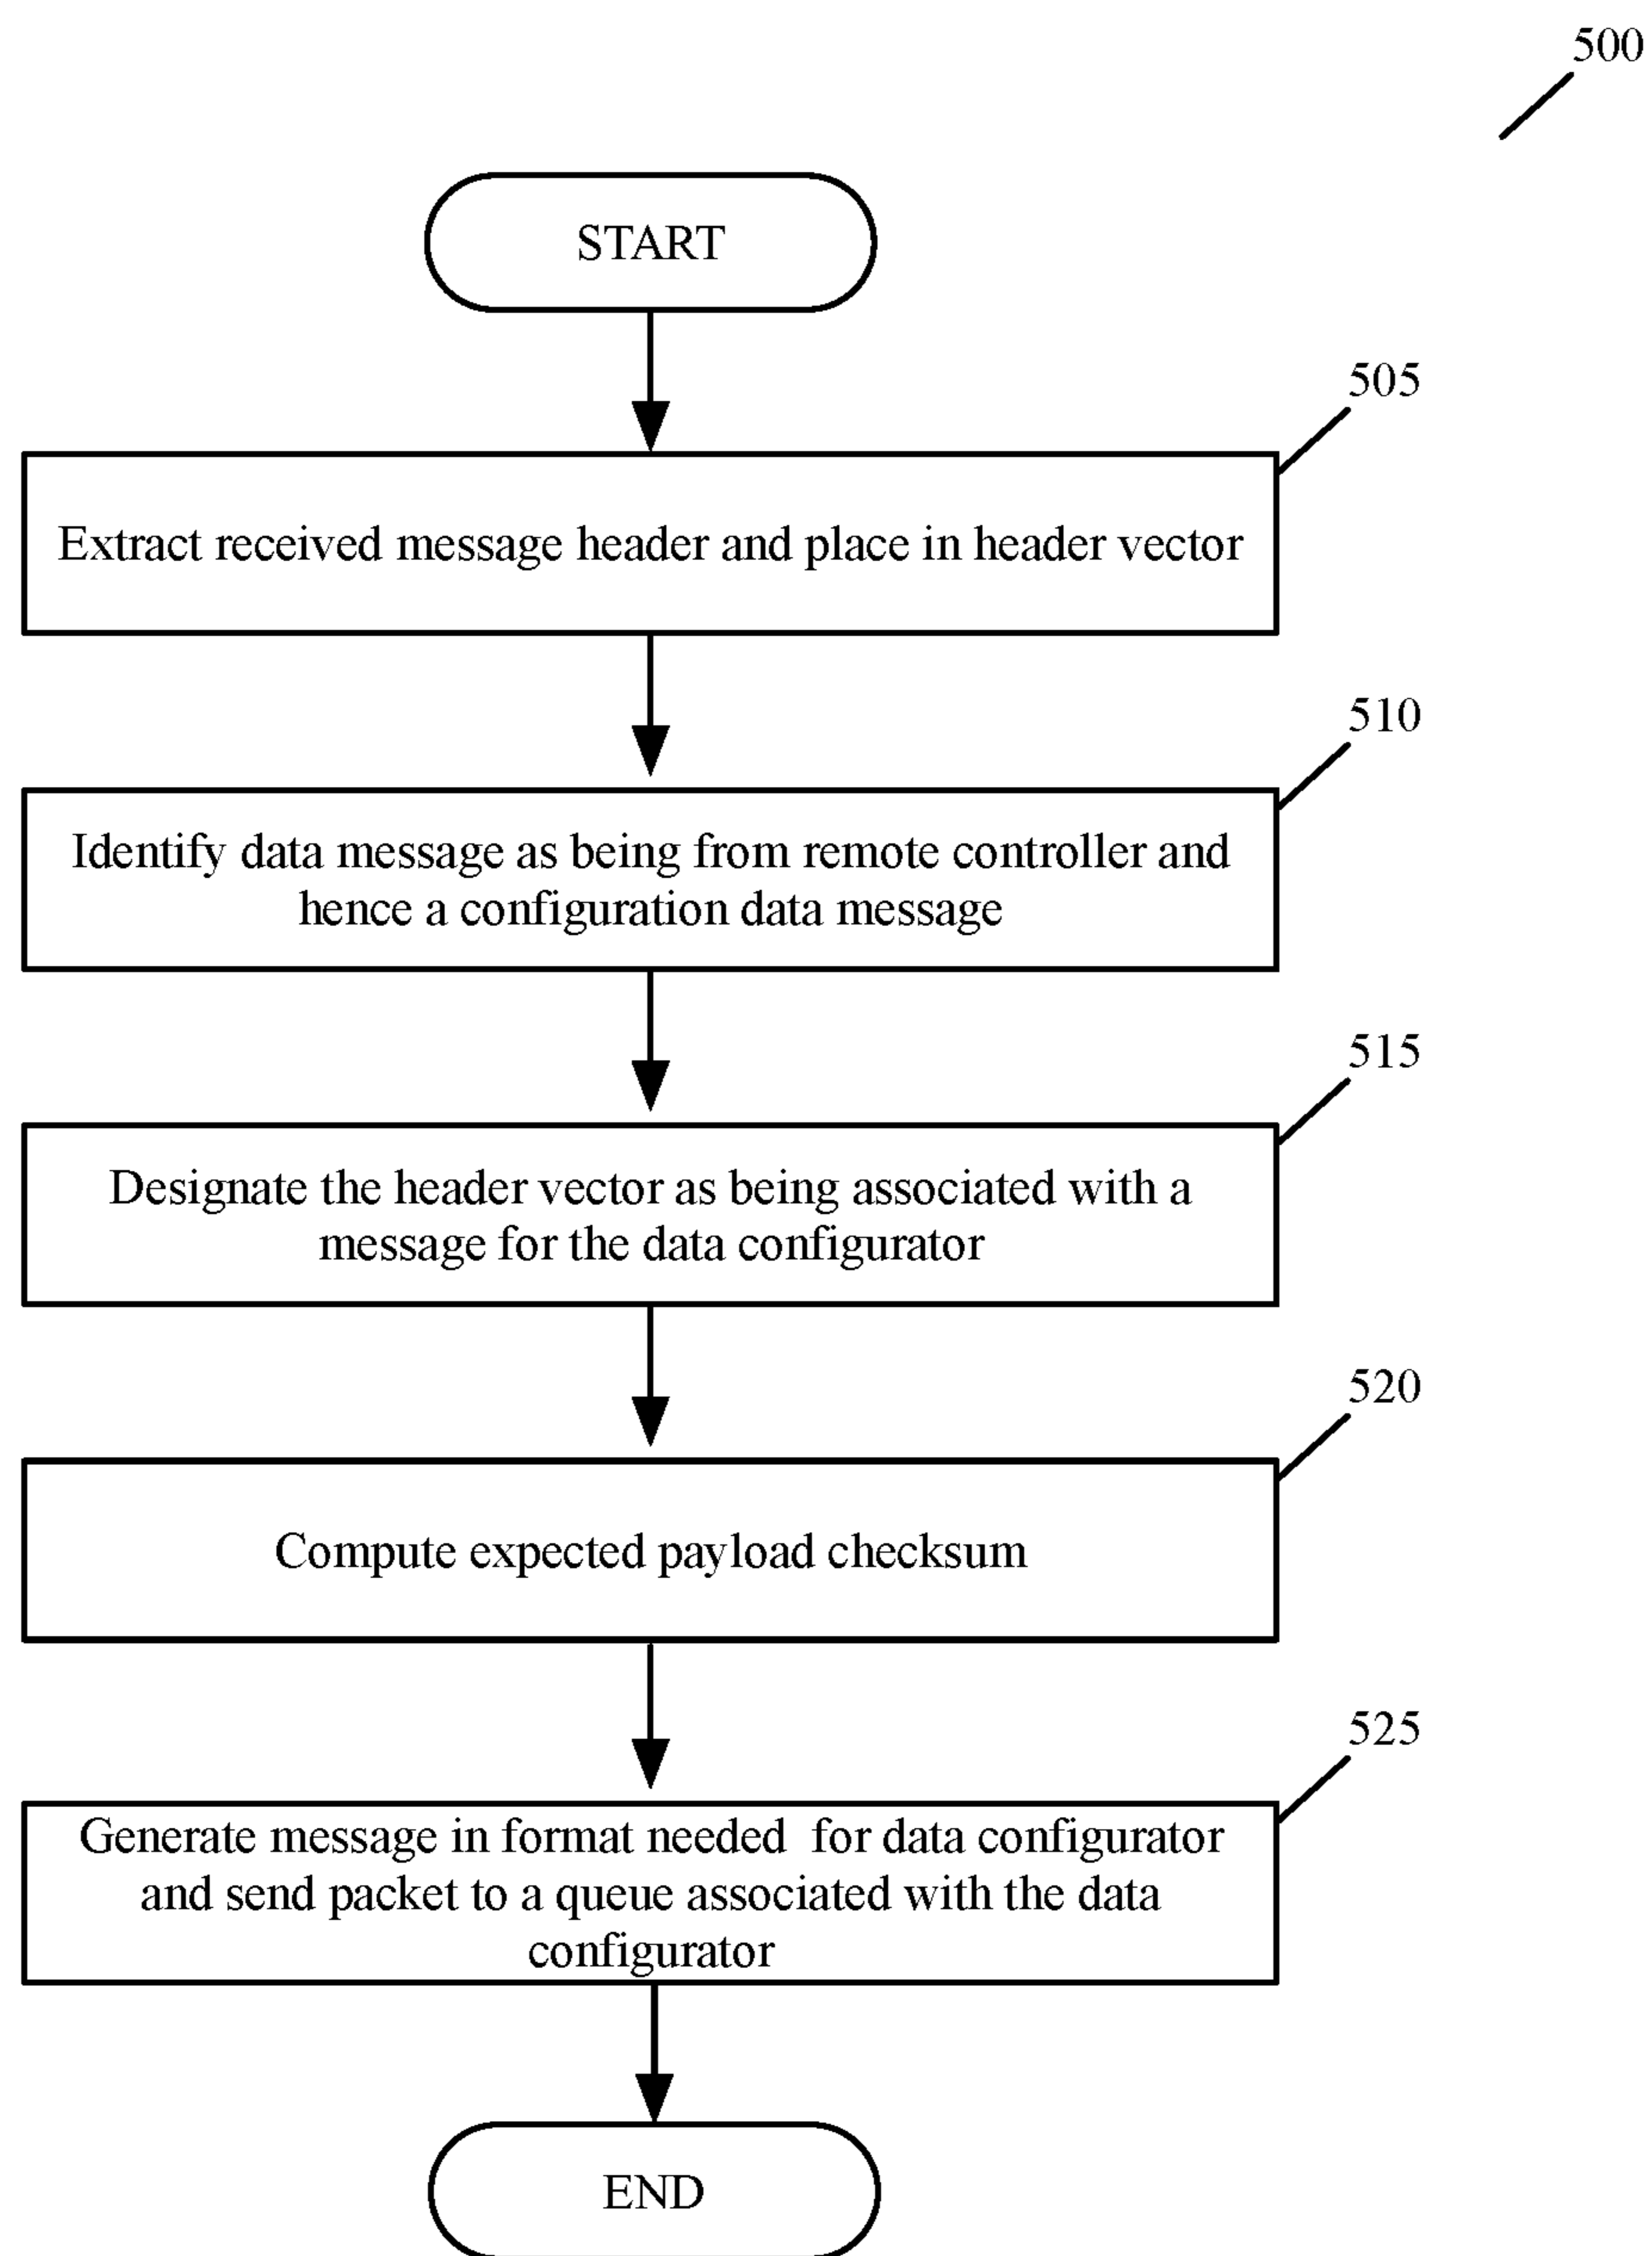 500
START
505
Extract received message header and place in header vector
510
Identify data message as being from remote controller and
hence a configuration data message
515
Designate the header vector as being associated with a
message for the data configurator
520
Compute expected payload checksum
525
Generate message in format needed for data configurator
and send packet to a queue associated with the data
configurator
END